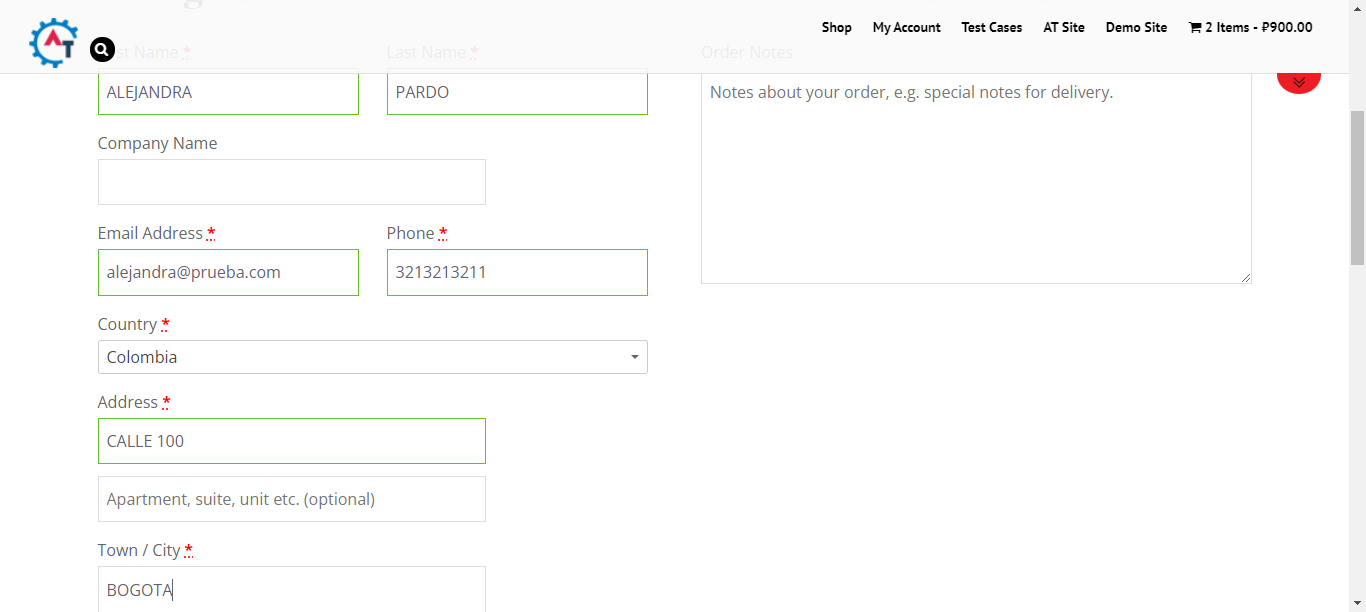 AT
Shop My Account Test Cases AT Site Demo Site 2 Items - ₽900.00
st Name * Last Name * Order Notes
ALEJANDRA PARDO Notes about your order, e.g. special notes for delivery.
Company Name
Email Address * Phone *
alejandra@prueba.com 3213213211
Country *
Colombia
Address *
CALLE 100
Apartment, suite, unit etc. (optional)
Town / City *
BOGOTA